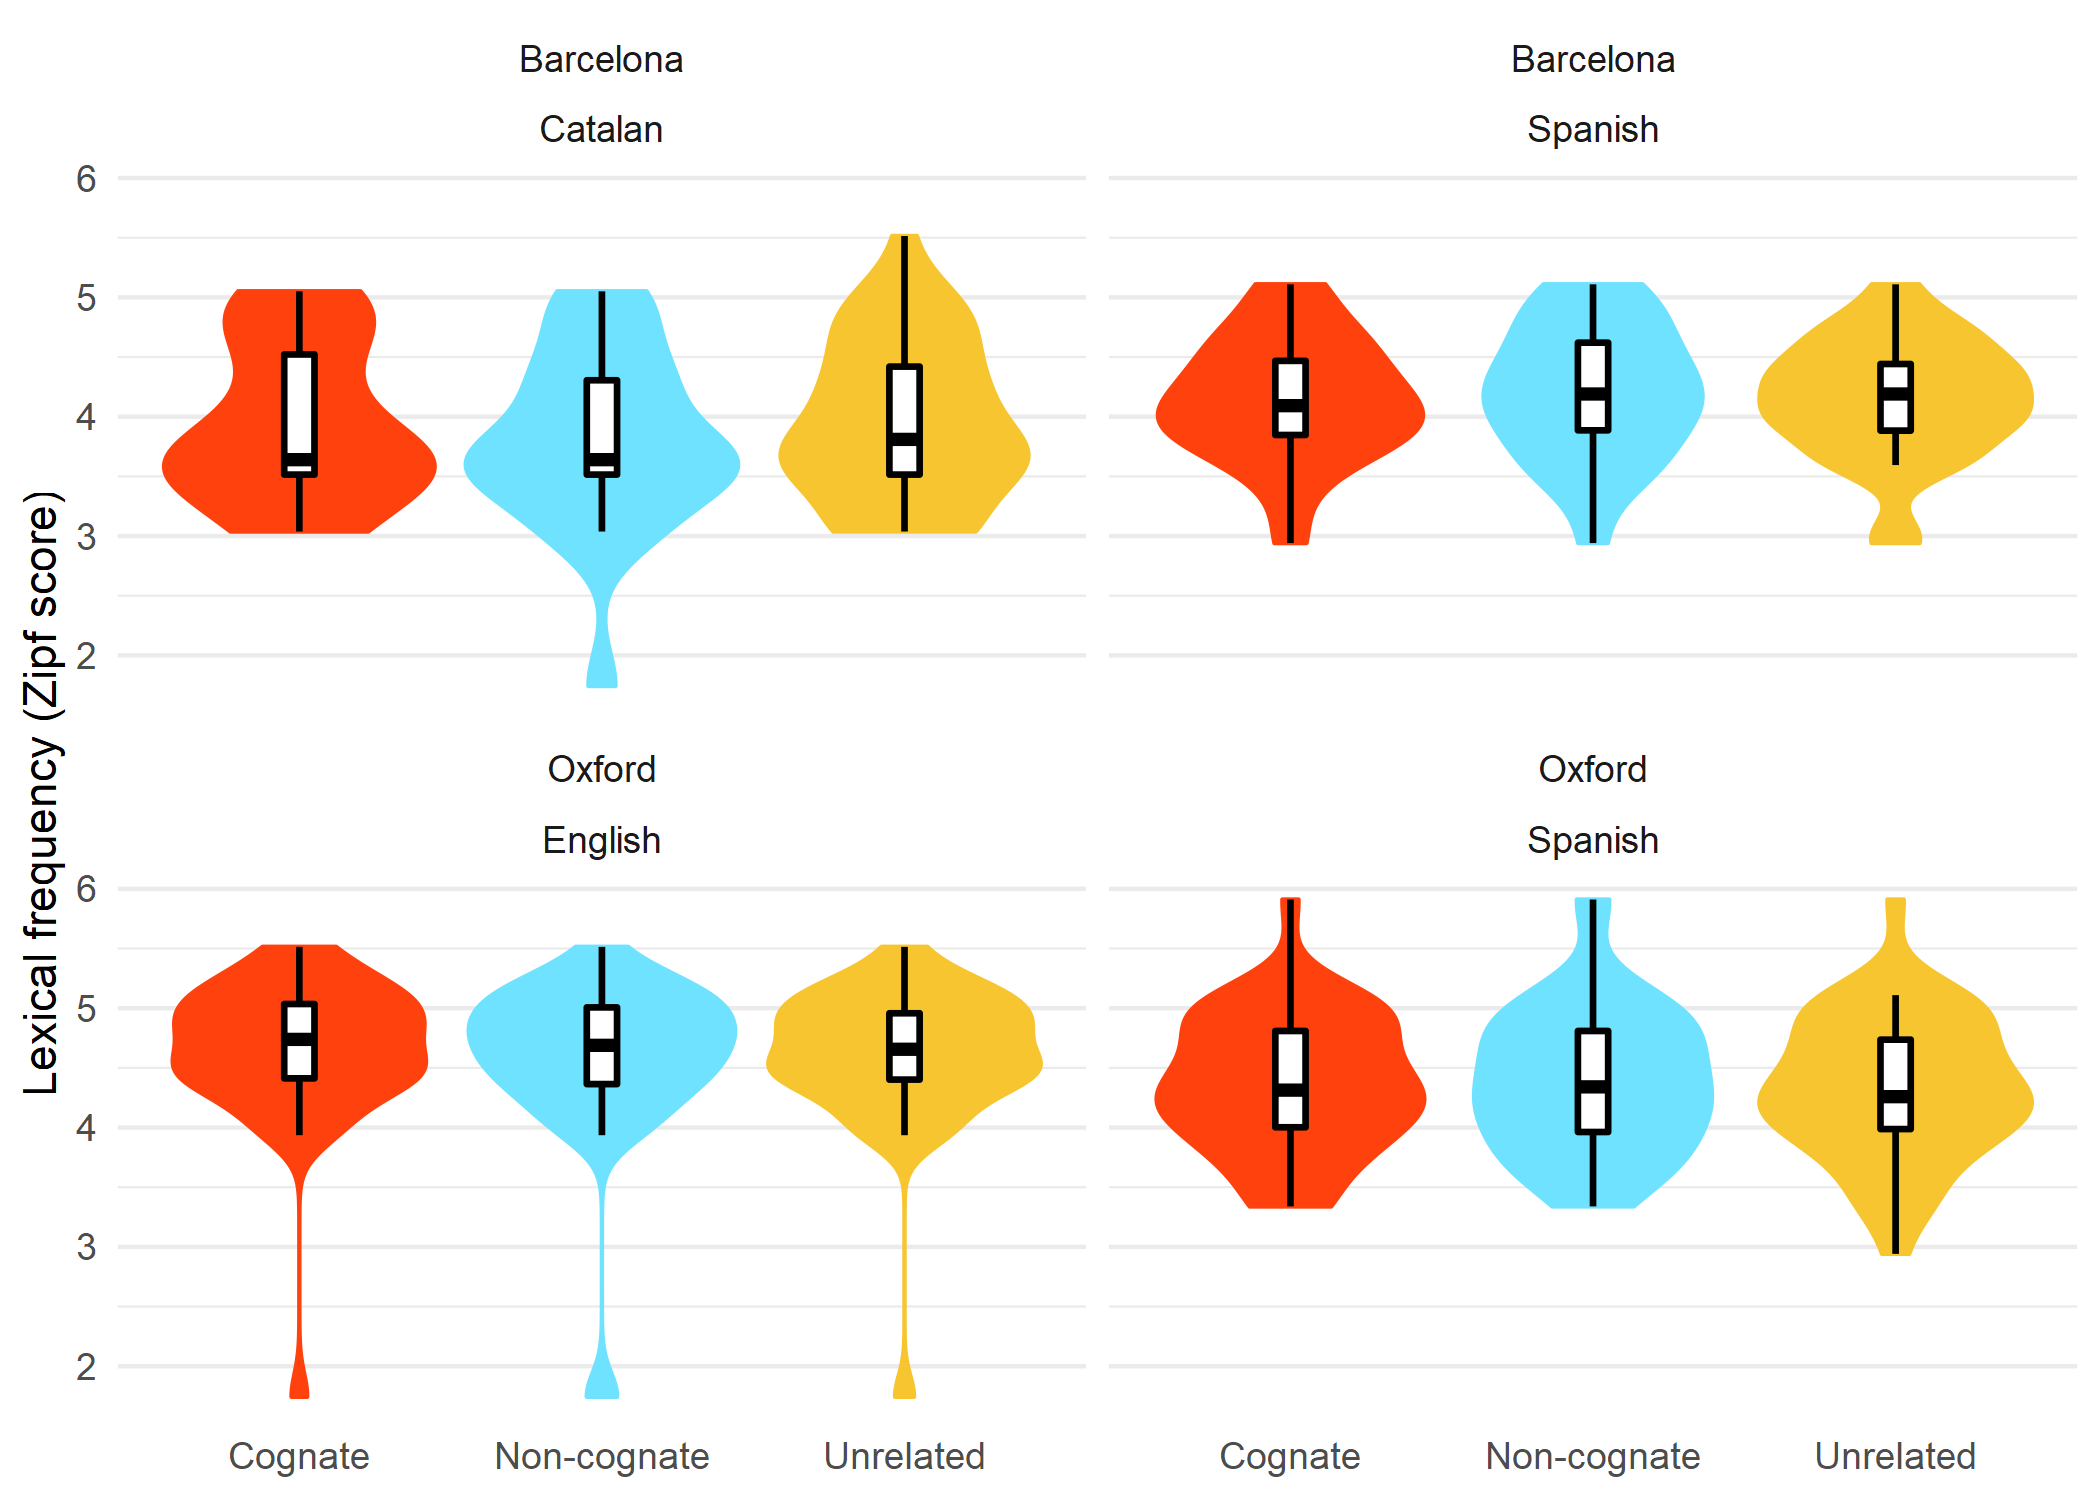 Barcelona
Catalan
Barcelona
Spanish
6
5
4
3
2
Lexical frequency (Zipf score)
Oxford
English
Oxford
Spanish
6
5
4
3
2
Cognate
Non-cognate
Unrelated
Cognate
Non-cognate
Unrelated